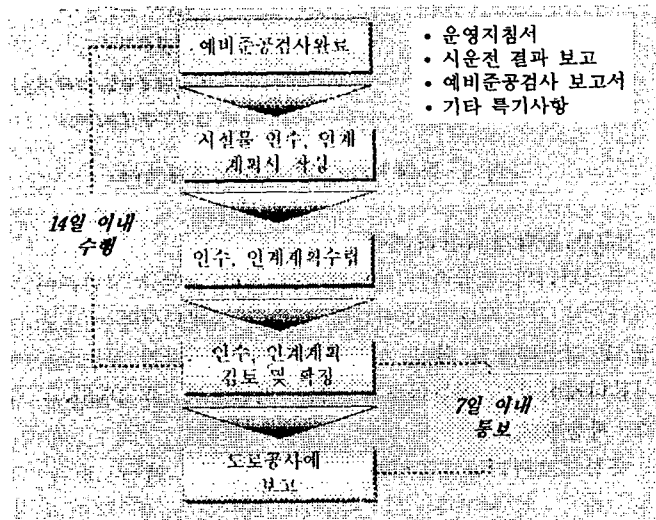 예비준공검사완료
• 운영지침서
• 시운전 결과 보고
• 예비준공검사 보고서
• 기타 특기사항
시설물 인수, 인계
계획서 작성
14일 이내
수행
인수, 인계계획수립
인수, 인계계획
검토 및 확정
7일 이내
통보
도로공사에
보고